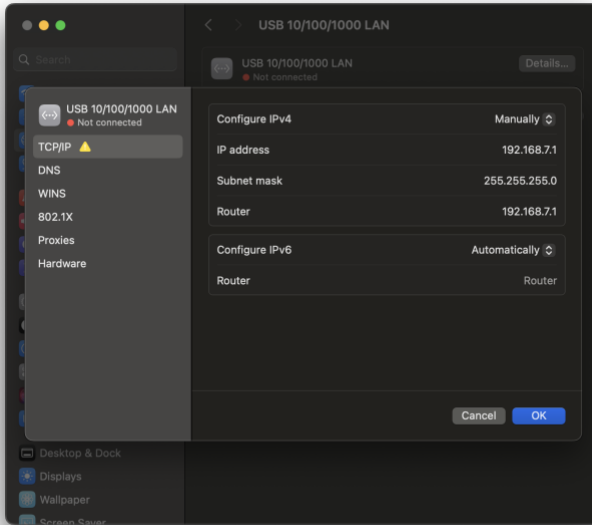 USB 10/100/1000 LAN
Search
USB 10/100/1000 LAN
Not connected
Details...
USB 10/100/1000 LAN
Not connected
TCP/IP
DNS
WINS
802.1X
Proxies
Hardware
Configure IPv4 Manually
IP address 192.168.7.1
Subnet mask 255.255.255.0
Router 192.168.7.1
Configure IPv6 Automatically
Router Router
Cancel OK
Desktop & Dock
Displays
Wallpaper
Screen Saver